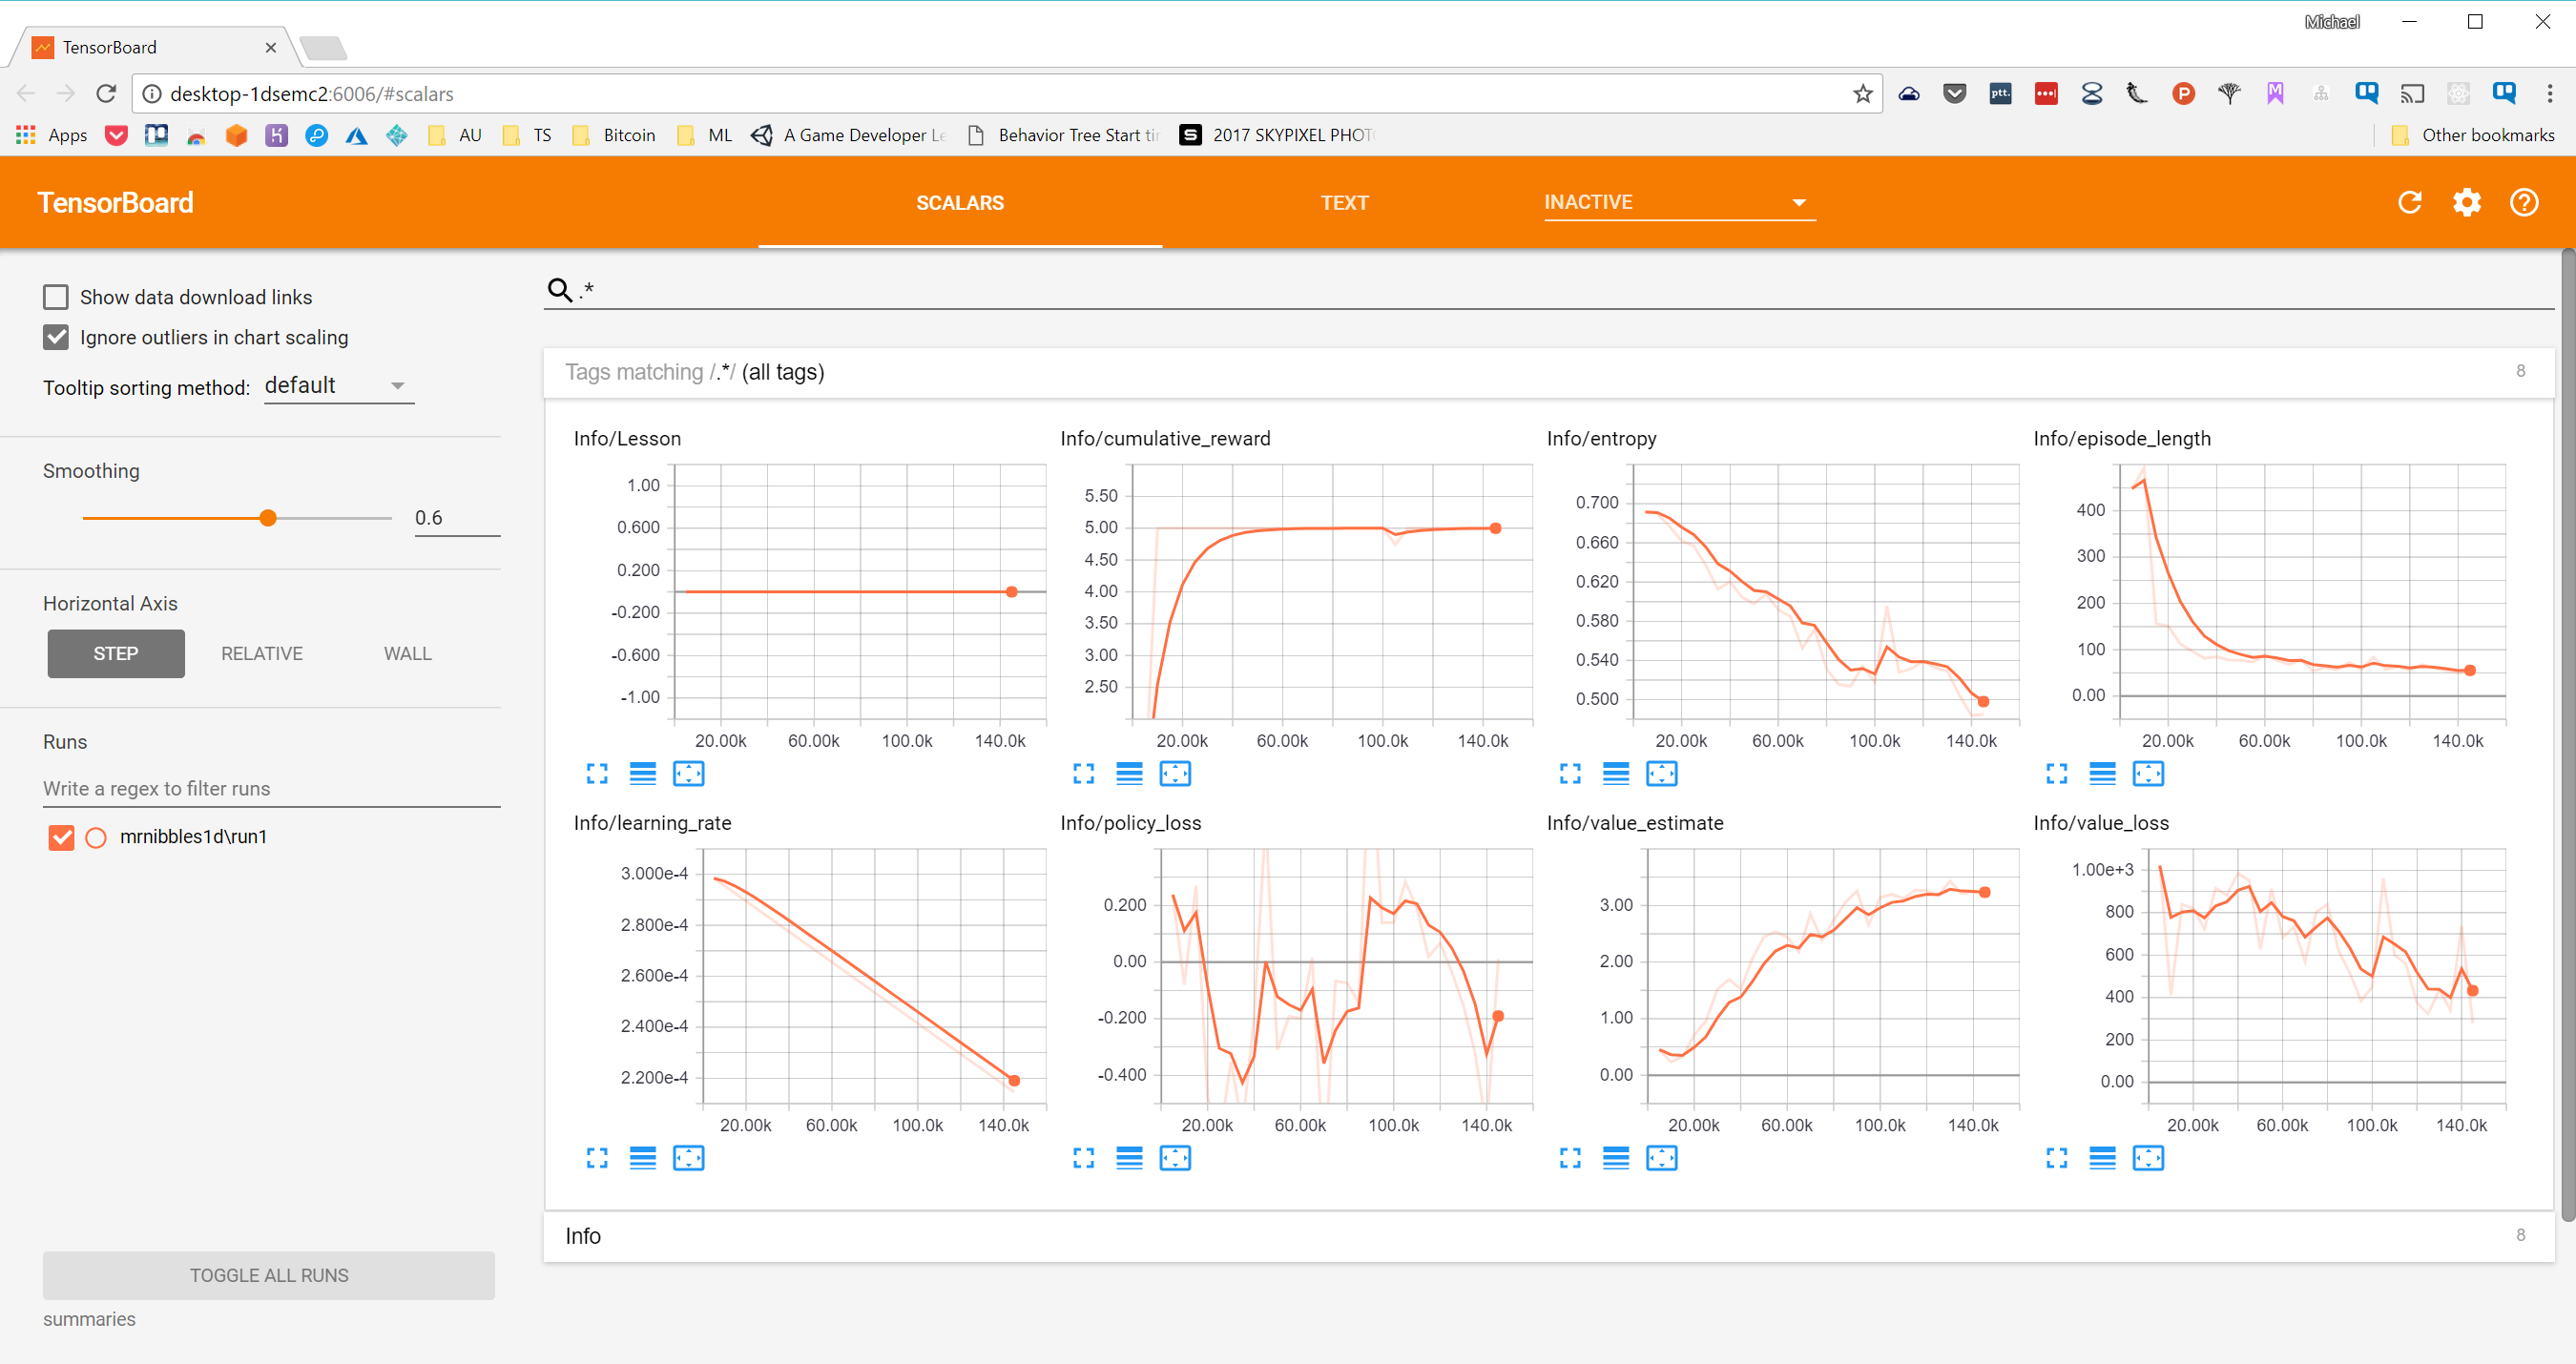 Michael
TensorBoard
desktop-1dsemc2:6006/#scalars
ptt.
P
M
Apps
AU
TS
Bitcoin
ML
A Game Developer Le
Behavior Tree Start ti
S
2017 SKYPIXEL PHOT
Other bookmarks
TensorBoard
SCALARS
TEXT
INACTIVE
Show data download links
Ignore outliers in chart scaling
Tooltip sorting method: default
Smoothing
0.6
Horizontal Axis
STEP RELATIVE WALL
Runs
Write a regex to filter runs
mrnibbles1d\run1
TOGGLE ALL RUNS
summaries
.*
Tags matching /.*/ (all tags)
8
Info/Lesson
1.00
0.600
0.200
-0.200
-0.600
-1.00
20.00k 60.00k 100.0k 140.0k
Info/cumulative_reward
5.50
5.00
4.50
4.00
3.50
3.00
2.50
20.00k 60.00k 100.0k 140.0k
Info/entropy
0.700
0.660
0.620
0.580
0.540
0.500
20.00k 60.00k 100.0k 140.0k
Info/episode_length
400
300
200
100
0.00
20.00k 60.00k 100.0k 140.0k
Info/learning_rate
3.000e-4
2.800e-4
2.600e-4
2.400e-4
2.200e-4
20.00k 60.00k 100.0k 140.0k
Info/policy_loss
0.200
0.00
-0.200
-0.400
20.00k 60.00k 100.0k 140.0k
Info/value_estimate
3.00
2.00
1.00
0.00
20.00k 60.00k 100.0k 140.0k
Info/value_loss
1.00e+3
800
600
400
200
0.00
20.00k 60.00k 100.0k 140.0k
Info
8